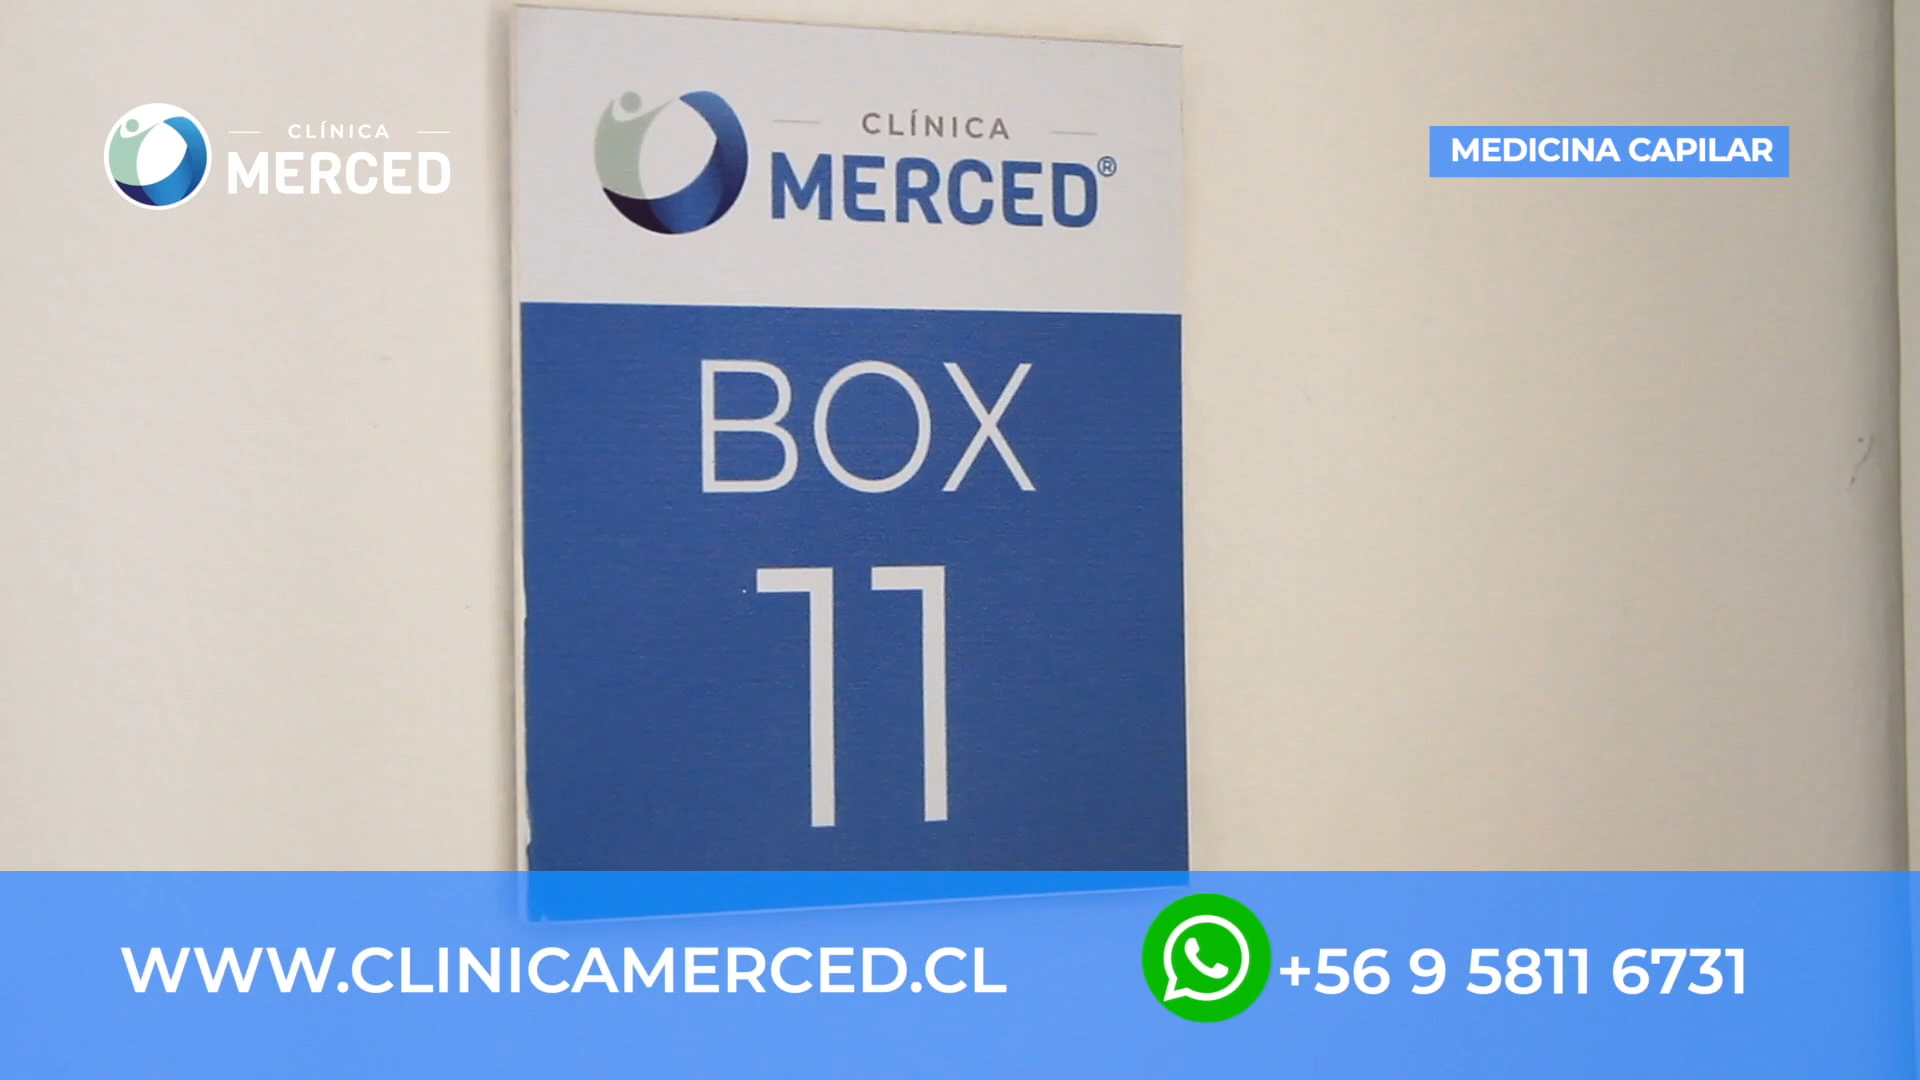 CLÍNICA
MERCED
MEDICINA CAPILAR
CLÍNICA
MERCED®
BOX
11
WWW.CLINICAMERCED.CL
+56 9 5811 6731